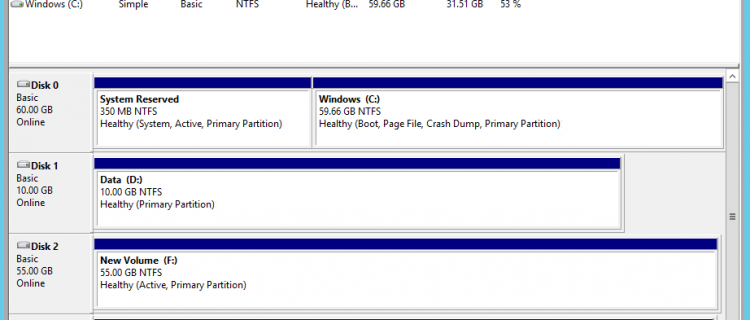 Windows (C:) Simple Basic NTFS Healthy (B... 59.66 GB 31.51 GB 53 %
Disk 0
Basic
60.00 GB
Online
System Reserved
350 MB NTFS
Healthy (System, Active, Primary Partition)
Windows (C:)
59.66 GB NTFS
Healthy (Boot, Page File, Crash Dump, Primary Partition)
Disk 1
Basic
10.00 GB
Online
Data (D:)
10.00 GB NTFS
Healthy (Primary Partition)
Disk 2
Basic
55.00 GB
Online
New Volume (F:)
55.00 GB NTFS
Healthy (Active, Primary Partition)